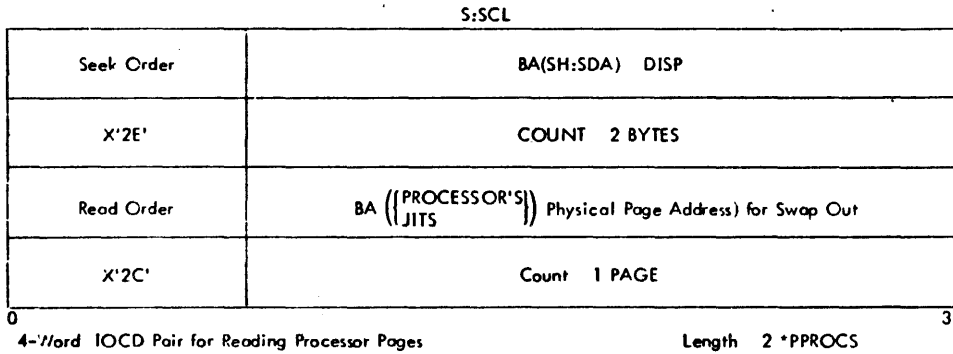 S:SCL
Seek Order BA(SH:SDA) DISP
X'2E' COUNT 2 BYTES
Read Order BA ({PROCESSOR'S
JITS}) Physical Page Address) for Swap Out
X'2C' Count 1 PAGE
0 3
4-Word IOCD Pair for Reading Processor Pages Length 2 *PPROCS